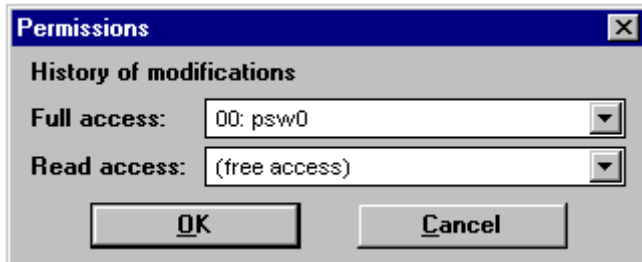 Permissions
History of modifications
Full access: 00: psw0
Read access: (free access)
OK Cancel